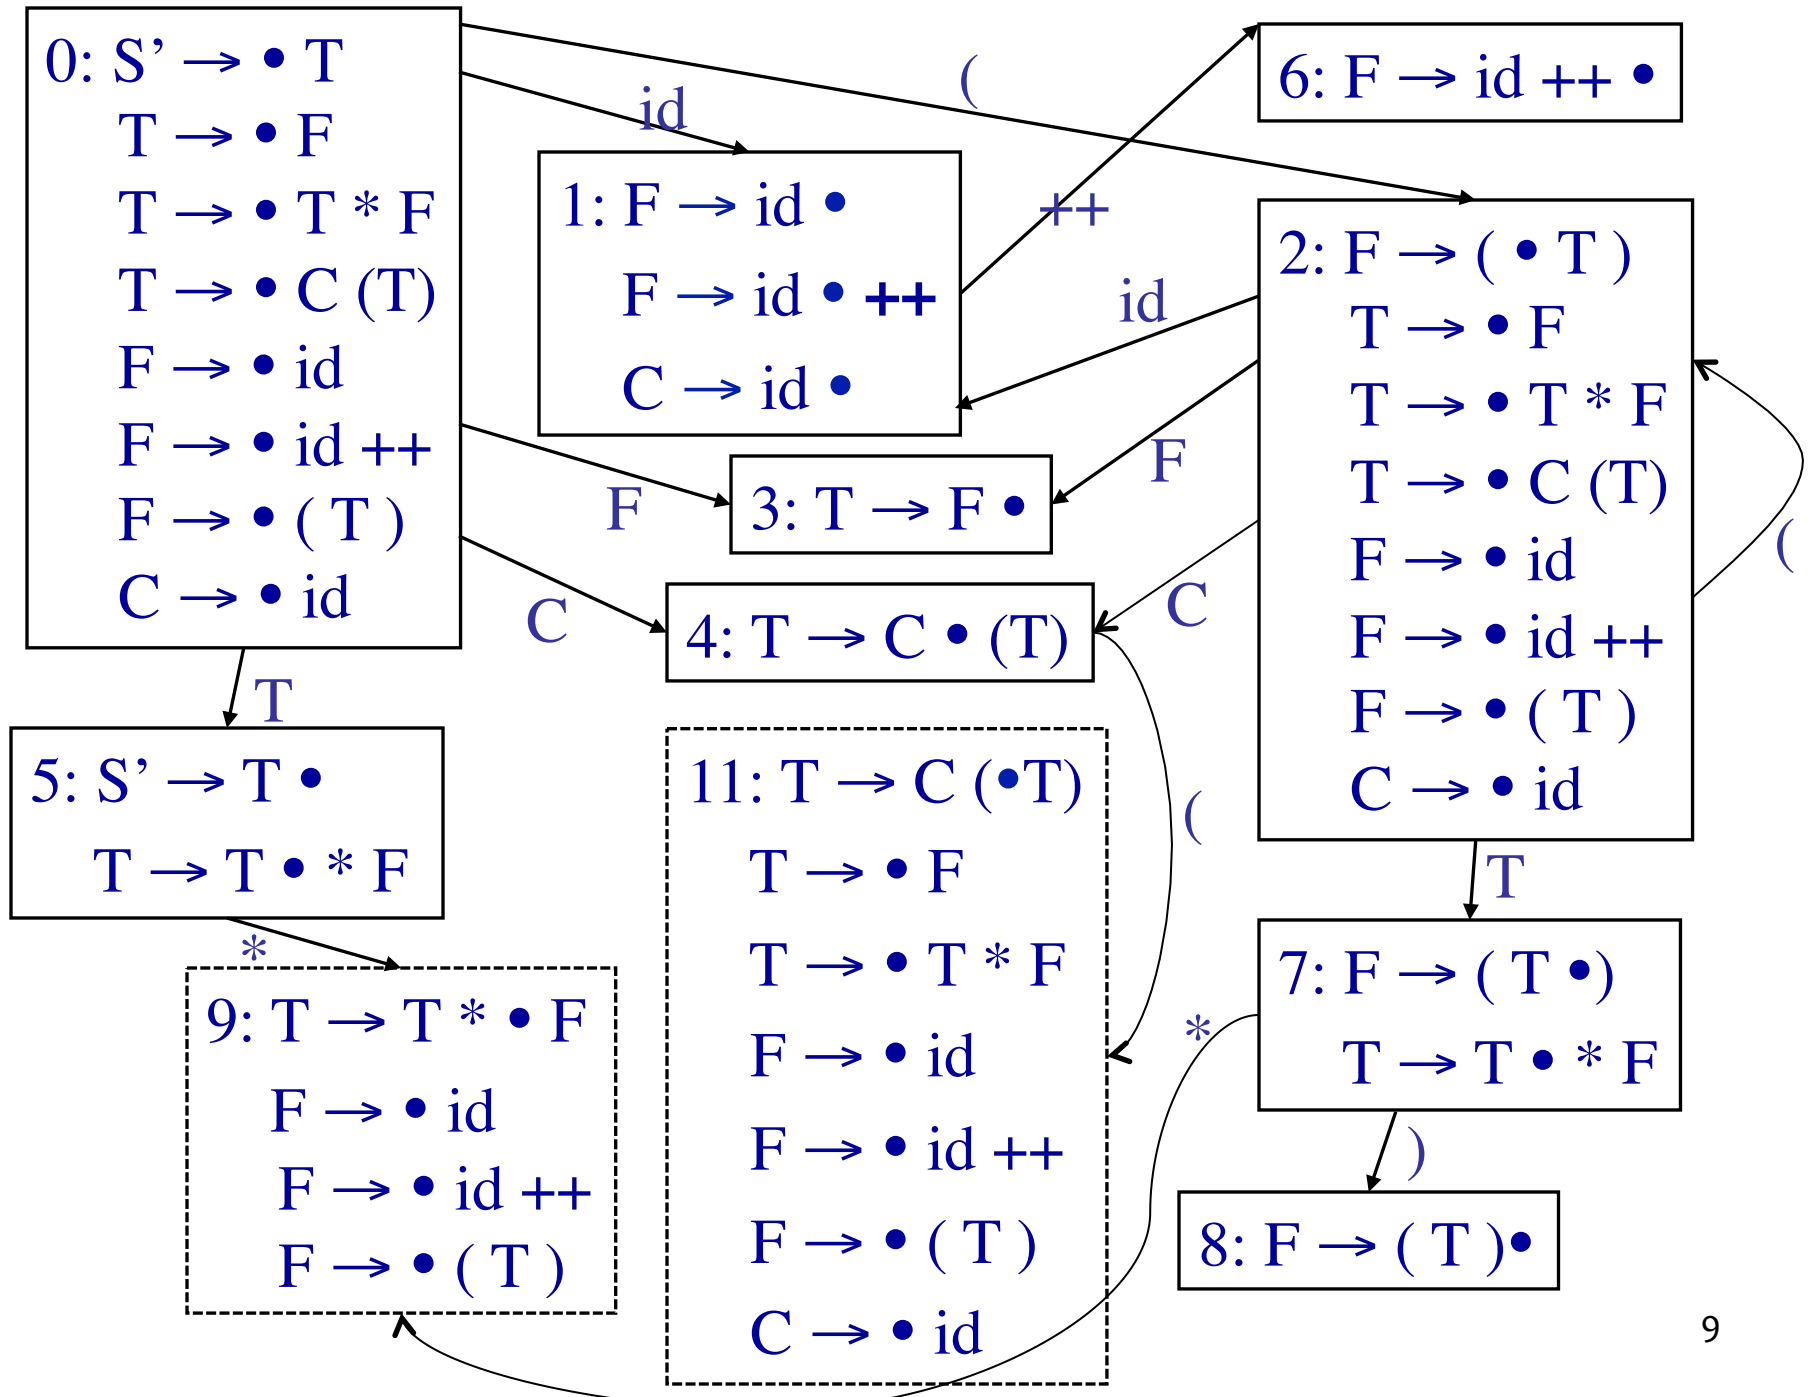 0: S’ → • T
T → • F
T → • T * F
T → • C (T)
F → • id
F → • id ++
F → • ( T )
C → • id
(
id
F
C
T
1: F → id •
F → id • ++
C → id •
++
6: F → id ++ •
2: F → ( • T )
T → • F
T → • T * F
T → • C (T)
F → • id
F → • id ++
F → • ( T )
C → • id
id
F
C
(
T
3: T → F •
4: T → C • (T)
(
5: S’ → T •
T → T • * F
*
9: T → T * • F
F → • id
F → • id ++
F → • ( T )
11: T → C (•T)
T → • F
T → • T * F
F → • id
F → • id ++
F → • ( T )
C → • id
7: F → ( T •)
T → T • * F
*
)
8: F → ( T )•
9